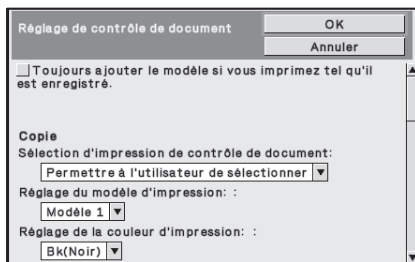 Réglage de contrôle de document
OK
Annuler
Toujours ajouter le modèle si vous imprimez tel qu'il
est enregistré.
Copie
Sélection d'impression de contrôle de document:
Permettre à l'utilisateur de sélectionner
Réglage du modèle d'impression: :
Modèle 1
Réglage de la couleur d'impression: :
Bk(Noir)